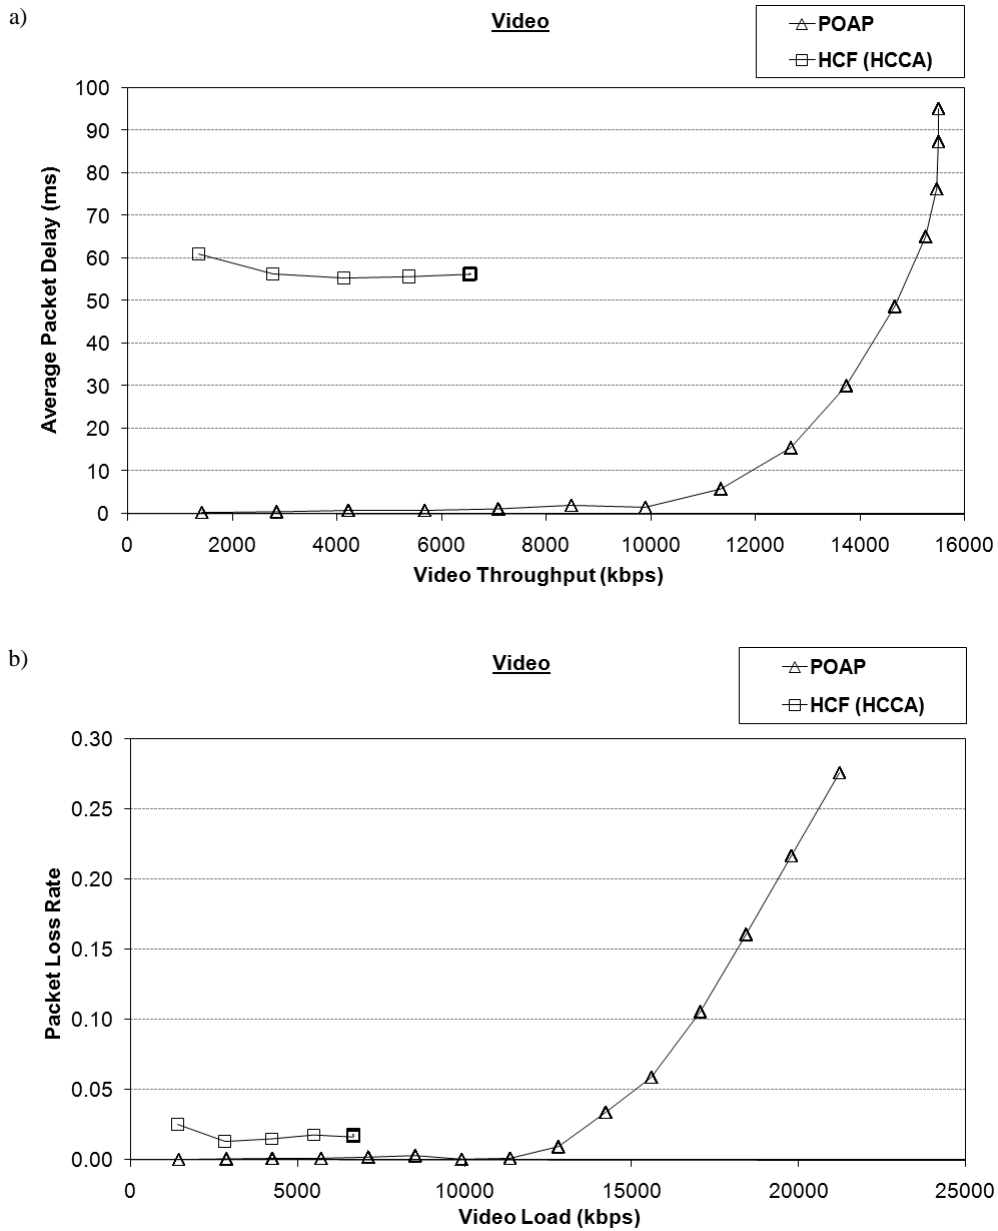 a)
Video
POAP
HCF (HCCA)
100
90
80
70
60
50
40
30
20
10
0
Average Packet Delay (ms)
0 2000 4000 6000 8000 10000 12000 14000 16000
Video Throughput (kbps)
b)
Video
POAP
HCF (HCCA)
0.30
0.25
0.20
0.15
0.10
0.05
0.00
Packet Loss Rate
0 5000 10000 15000 20000 25000
Video Load (kbps)